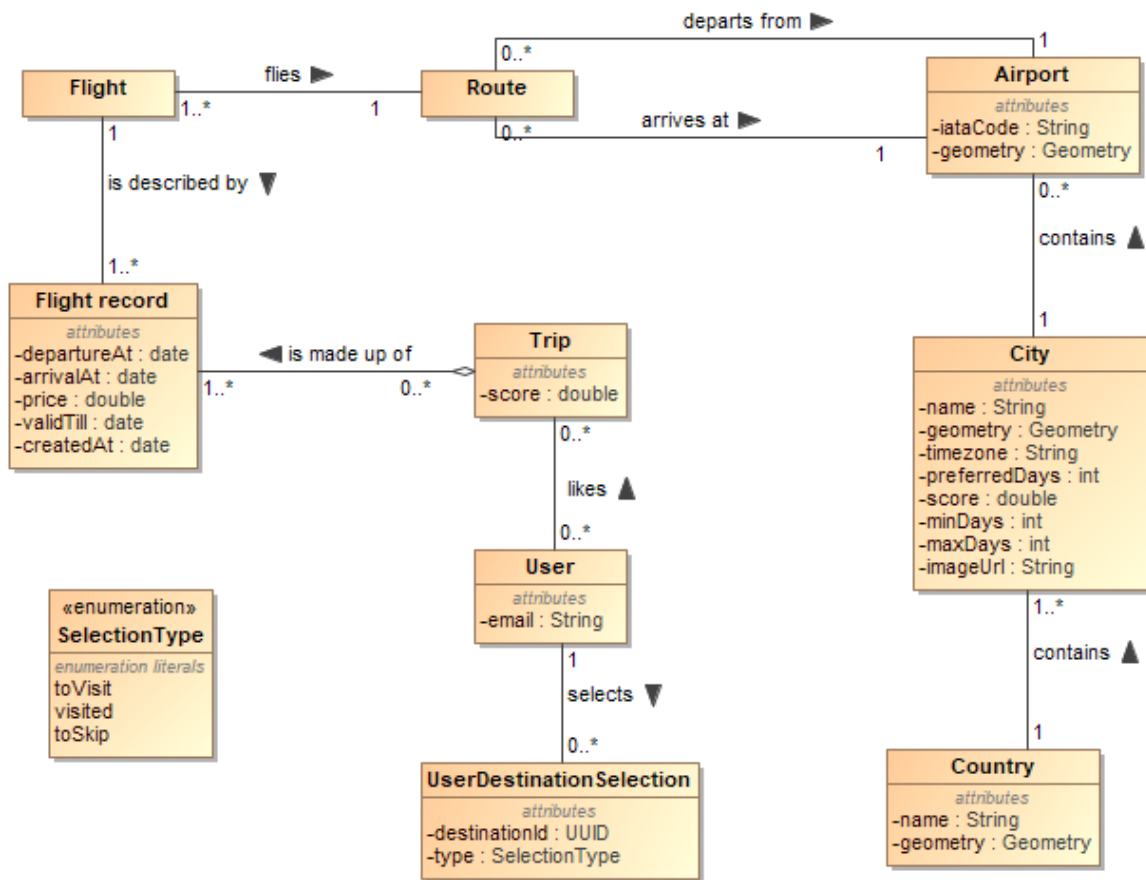 departs from
0..*
1
Flight
flies
1..*
1
Route
0..*
arrives at
1
Airport
attributes
-iataCode : String
-geometry : Geometry
1
is described by
1..*
0..*
contains
1
Flight record
attributes
-departureAt : date
-arrivalAt : date
-price : double
-validTill : date
-createdAt : date
is made up of
1..*
0..*
Trip
attributes
-score : double
0..*
likes
0..*
City
attributes
-name : String
-geometry : Geometry
-timezone : String
-preferredDays : int
-score : double
-minDays : int
-maxDays : int
-imageUrl : String
User
attributes
-email : String
1
selects
0..*
«enumeration»
SelectionType
enumeration literals
toVisit
visited
toSkip
1..*
contains
1
UserDestinationSelection
attributes
-destinationId : UUID
-type : SelectionType
Country
attributes
-name : String
-geometry : Geometry